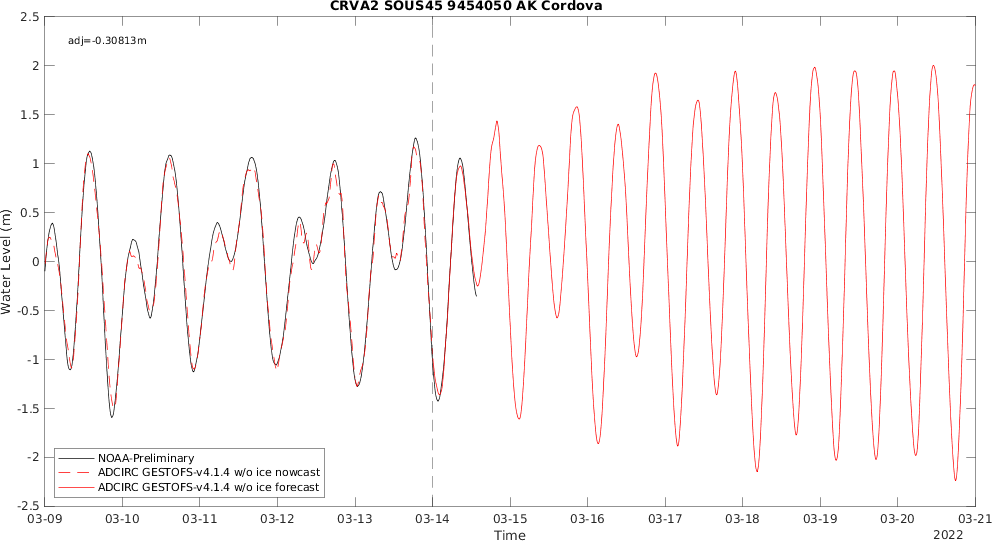 CRVA2 SOUS45 9454050 AK Cordova
adj=-0.30813m
Water Level (m)
2.5
2
1.5
1
0.5
0
-0.5
-1
-1.5
-2
-2.5
NOAA-Preliminary
ADCIRC GESTOFS-v4.1.4 w/o ice nowcast
ADCIRC GESTOFS-v4.1.4 w/o ice forecast
03-09 03-10 03-11 03-12 03-13 03-14 03-15 03-16 03-17 03-18 03-19 03-20 03-21
Time
2022